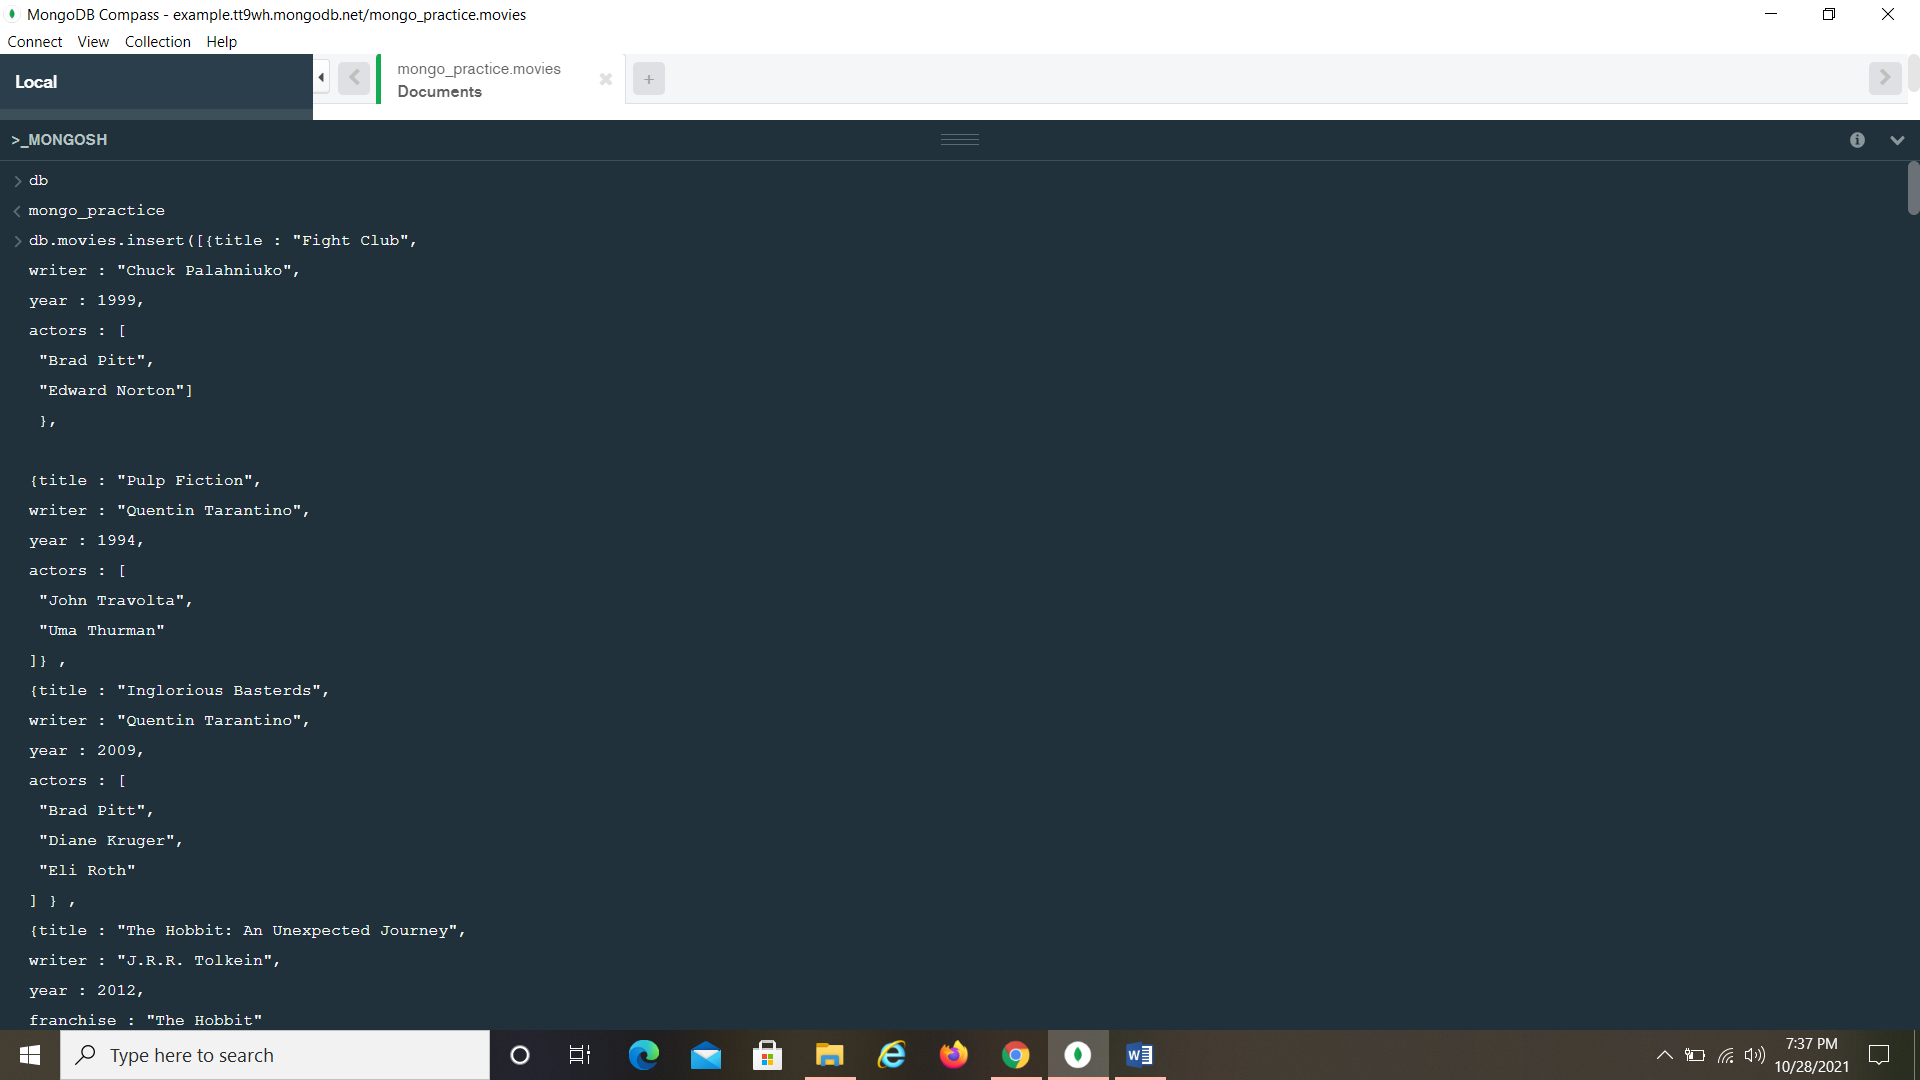 MongoDB Compass - example.tt9wh.mongodb.net/mongo_practice.movies
Connect View Collection Help
Local
mongo_practice.movies
Documents
>_MONGOSH
db
mongo_practice
db.movies.insert([{title : "Fight Club",
writer : "Chuck Palahniuko",
year : 1999,
actors : [
"Brad Pitt",
"Edward Norton"]
},
{title : "Pulp Fiction",
writer : "Quentin Tarantino",
year : 1994,
actors : [
"John Travolta",
"Uma Thurman"
]} ,
{title : "Inglorious Basterds",
writer : "Quentin Tarantino",
year : 2009,
actors : [
"Brad Pitt",
"Diane Kruger",
"Eli Roth"
] } ,
{title : "The Hobbit: An Unexpected Journey",
writer : "J.R.R. Tolkein",
year : 2012,
franchise : "The Hobbit"
Type here to search
7:37 PM
10/28/2021